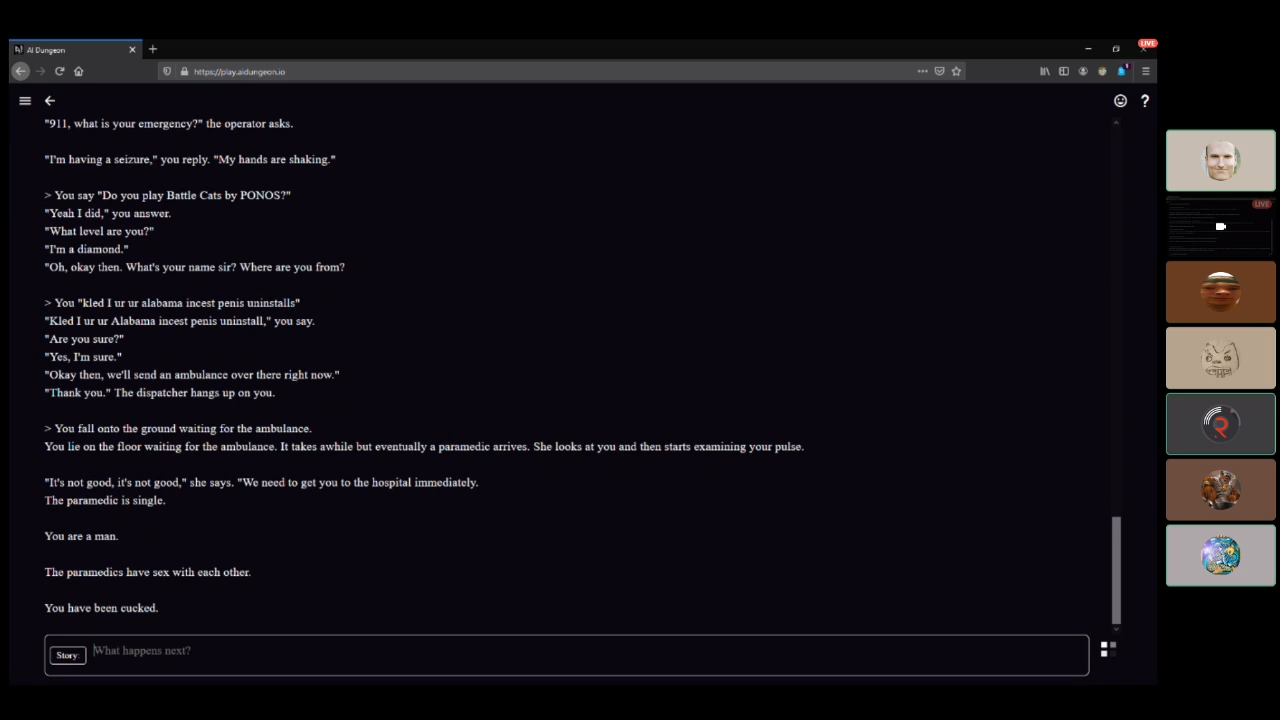 AI Dungeon
LIVE
https://play.aidungeon.io
"911, what is your emergency?" the operator asks.
"I'm having a seizure," you reply. "My hands are shaking."
> You say "Do you play Battle Cats by PONOS?"
"Yeah I did," you answer.
"What level are you?"
"I'm a diamond."
"Oh, okay then. What's your name sir? Where are you from?
> You "kled I ur ur alabama incest penis uninstalls"
"Kled I ur ur Alabama incest penis uninstall," you say.
"Are you sure?"
"Yes, I'm sure."
"Okay then, we'll send an ambulance over there right now."
"Thank you." The dispatcher hangs up on you.
> You fall onto the ground waiting for the ambulance.
You lie on the floor waiting for the ambulance. It takes awhile but eventually a paramedic arrives. She looks at you and then starts examining your pulse.
"It's not good, it's not good," she says. "We need to get you to the hospital immediately.
The paramedic is single.
You are a man.
The paramedics have sex with each other.
You have been cucked.
Story: What happens next?
LIVE